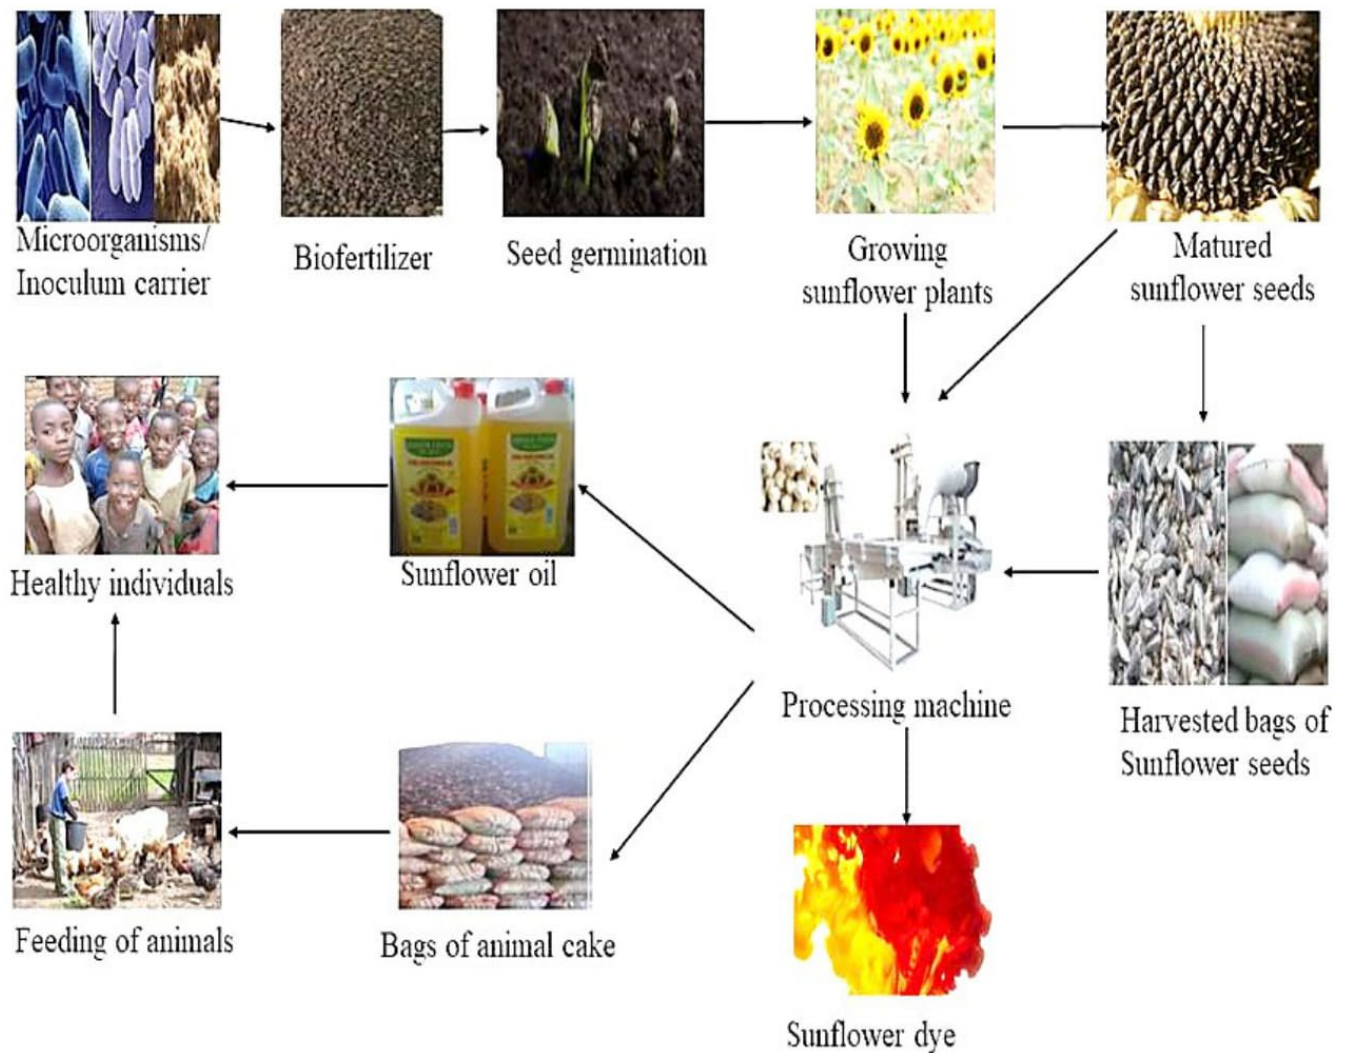 Microorganisms/
Inoculum carrier
Biofertilizer
Seed germination
Growing
sunflower plants
Matured
sunflower seeds
Healthy individuals
Sunflower oil
Processing machine
Harvested bags of
Sunflower seeds
Feeding of animals
Bags of animal cake
Sunflower dye